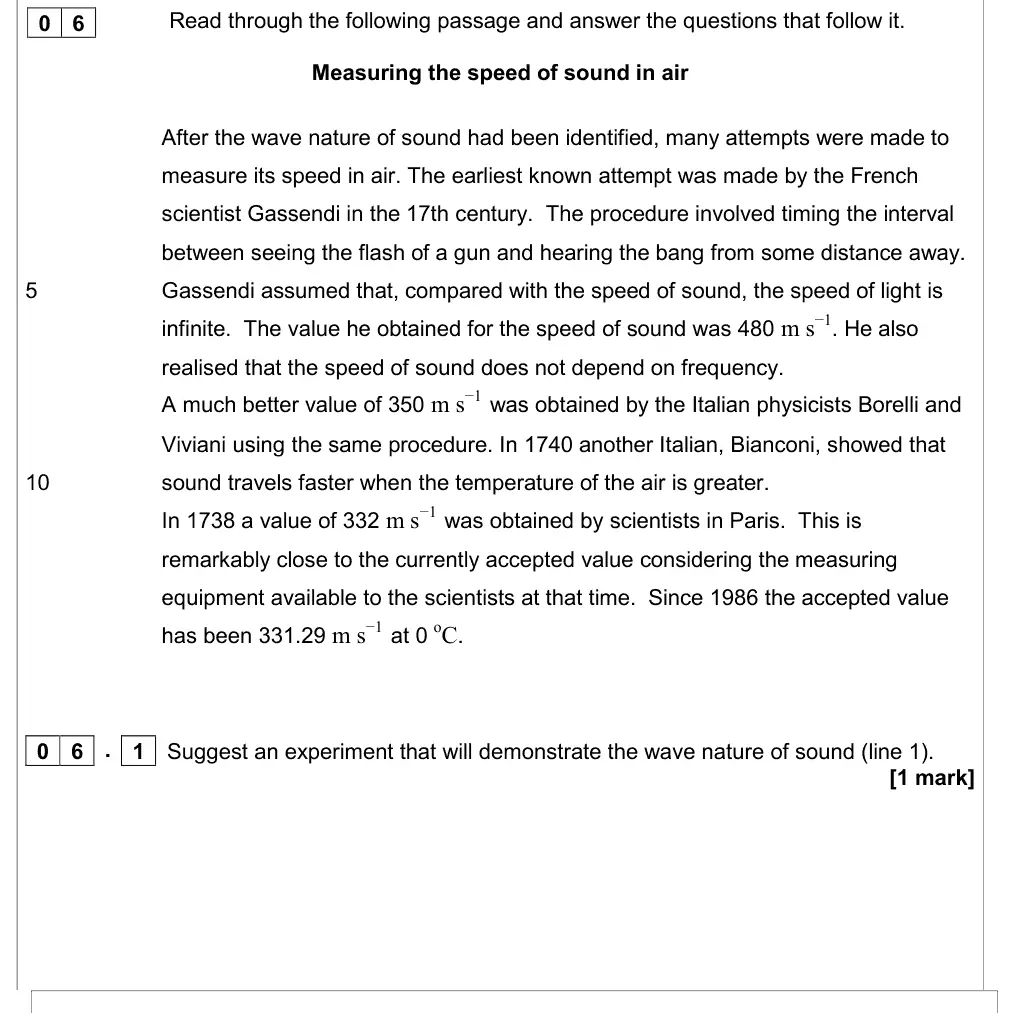 0 6 Read through the following passage and answer the questions that follow it.
Measuring the speed of sound in air
After the wave nature of sound had been identified, many attempts were made to
measure its speed in air. The earliest known attempt was made by the French
scientist Gassendi in the 17th century. The procedure involved timing the interval
between seeing the flash of a gun and hearing the bang from some distance away.
5 Gassendi assumed that, compared with the speed of sound, the speed of light is
infinite. The value he obtained for the speed of sound was 480 m s⁻¹. He also
realised that the speed of sound does not depend on frequency.
A much better value of 350 m s⁻¹ was obtained by the Italian physicists Borelli and
Viviani using the same procedure. In 1740 another Italian, Bianconi, showed that
10 sound travels faster when the temperature of the air is greater.
In 1738 a value of 332 m s⁻¹ was obtained by scientists in Paris. This is
remarkably close to the currently accepted value considering the measuring
equipment available to the scientists at that time. Since 1986 the accepted value
has been 331.29 m s⁻¹ at 0 ºC.
0 6 . 1 Suggest an experiment that will demonstrate the wave nature of sound (line 1).
[1 mark]